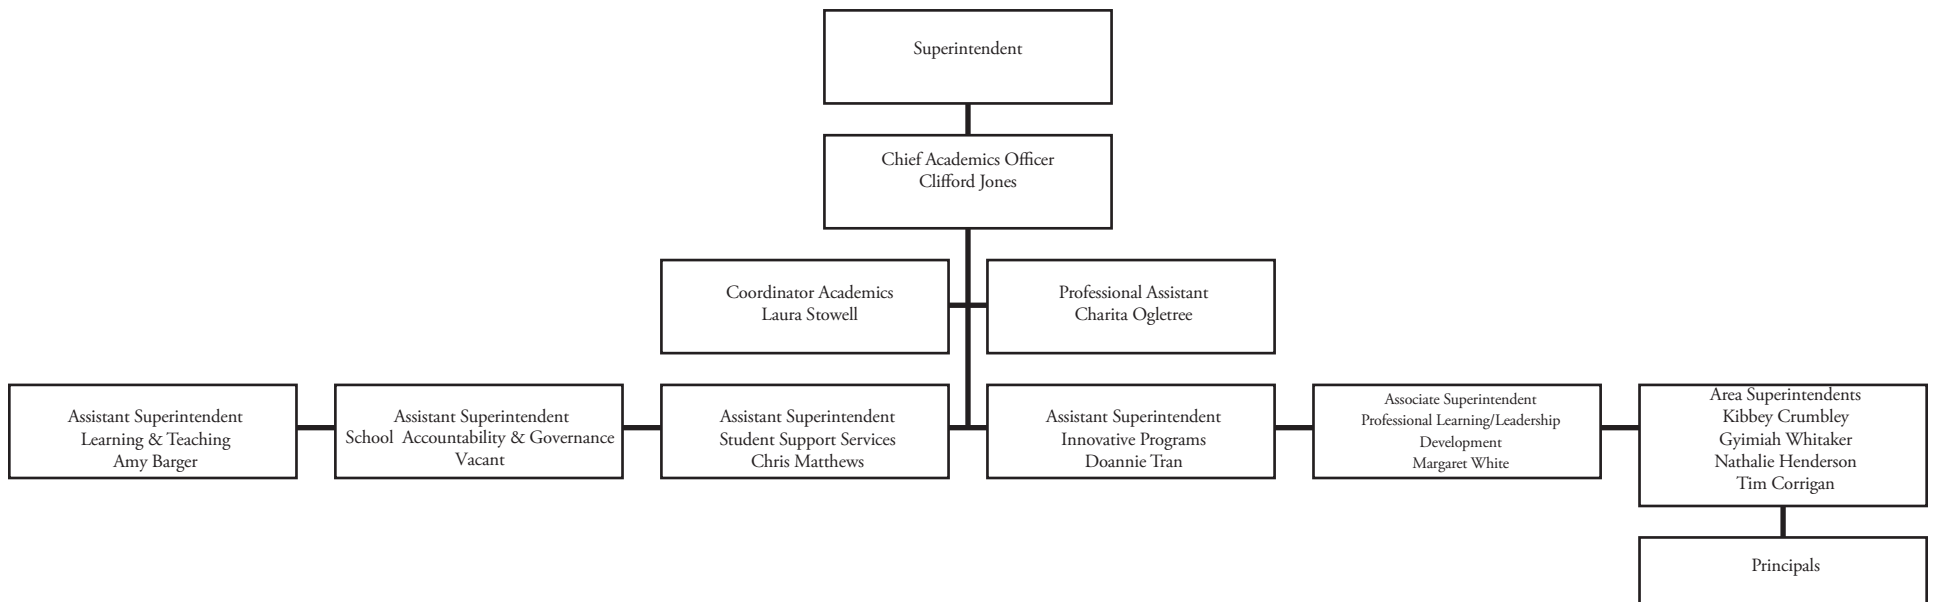 Superintendent
Chief Academics Officer
Clifford Jones
Coordinator Academics
Laura Stowell
Professional Assistant
Charita Ogletree
Assistant Superintendent
Learning & Teaching
Amy Barger
Assistant Superintendent
School Accountability & Governance
Vacant
Assistant Superintendent
Student Support Services
Chris Matthews
Assistant Superintendent
Innovative Programs
Doannie Tran
Associate Superintendent
Professional Learning/Leadership
Development
Margaret White
Area Superintendents
Kibbey Crumbley
Gyimiah Whitaker
Nathalie Henderson
Tim Corrigan
Principals